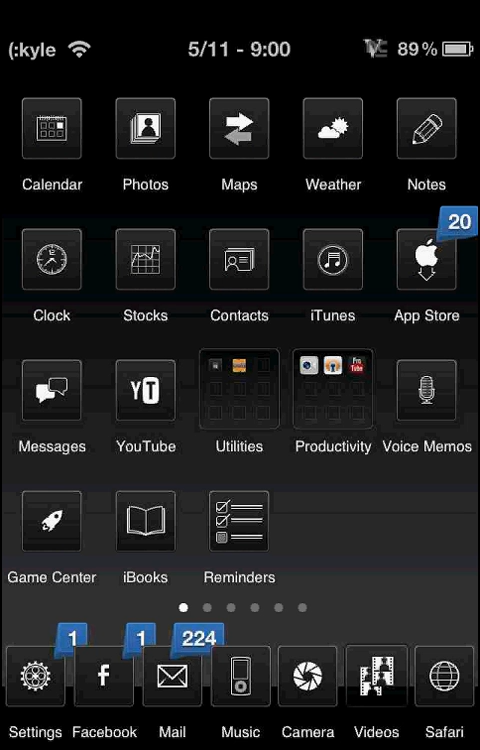 (:kyle 5/11 - 9:00 89%
Calendar Photos Maps Weather Notes
20
Clock Stocks Contacts iTunes App Store
YT
Pro Tube
Messages YouTube Utilities Productivity Voice Memos
Game Center iBooks Reminders
1 1 224
f
Settings Facebook Mail Music Camera Videos Safari